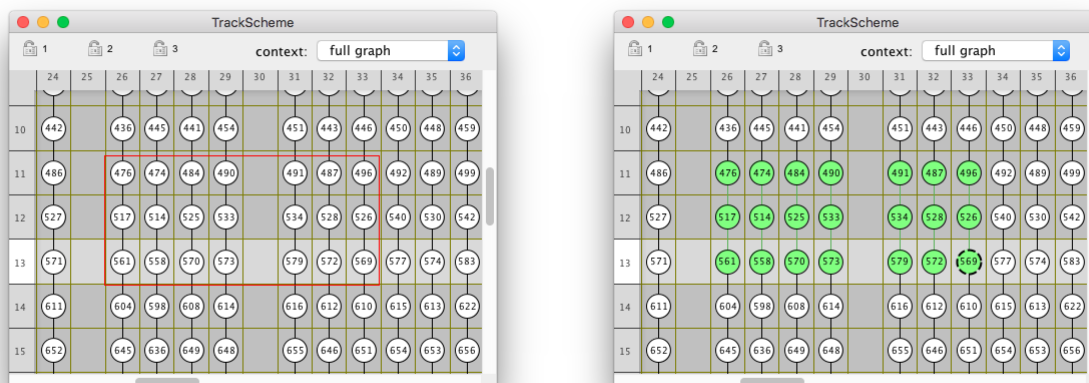 TrackScheme
1 2 3 context: full graph
24 25 26 27 28 29 30 31 32 33 34 35 36
10 442 436 445 441 454 451 443 446 450 448 459
11 486 476 474 484 490 491 487 496 492 489 499
12 527 517 514 525 533 534 528 526 540 530 542
13 571 561 558 570 573 579 572 569 577 574 583
14 611 604 598 608 614 616 612 610 615 613 622
15 652 645 636 649 648 655 646 651 654 653 656
TrackScheme
1 2 3 context: full graph
24 25 26 27 28 29 30 31 32 33 34 35 36
10 442 436 445 441 454 451 443 446 450 448 459
11 486 476 474 484 490 491 487 496 492 489 499
12 527 517 514 525 533 534 528 526 540 530 542
13 571 561 558 570 573 579 572 569 577 574 583
14 611 604 598 608 614 616 612 610 615 613 622
15 652 645 636 649 648 655 646 651 654 653 656